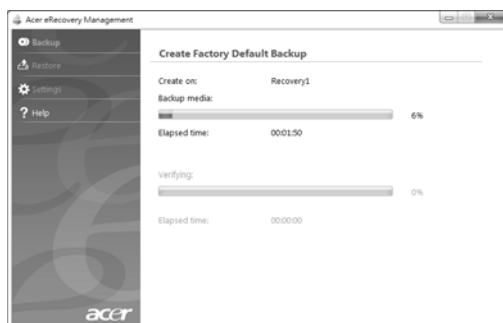 Acer eRecovery Management
Backup
Restore
Settings
Help
Create Factory Default Backup
Create on: Recovery1
Backup media:
6%
Elapsed time: 00:01:50
Verifying:
0%
Elapsed time: 00:00:00
acer